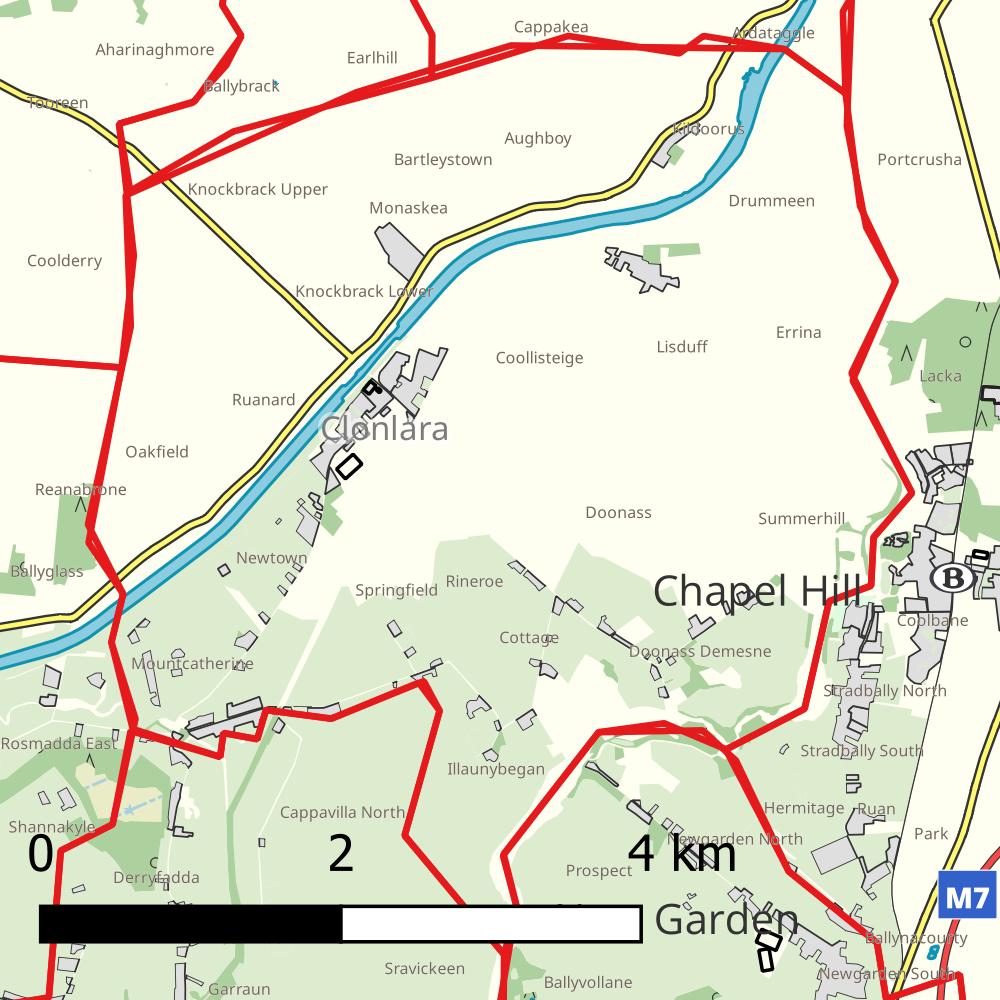 Cappakea
Ardataggle
Aharinaghmore
Earlhill
Ballybrack
Tooreen
Kildoorus
Aughboy
Bartleystown
Portcrusha
Knockbrack Upper
Drummeen
Monaskea
Coolderry
Knockbrack Lower
Errina
Lisduff
Coollisteige
Lacka
Ruanard
Clonlara
Oakfield
Reanabrone
Doonass
Summerhill
Newtown
Ballyglass
Rineroe
B
Springfield
Chapel Hill
Coolbane
Cottage
Doonass Demesne
Mountcatherine
Stradbally North
Rosmadda East
Stradbally South
Illaunybegan
Hermitage
Ruan
Cappavilla North
Shannakyle
Park
Newgarden North
0 2 4 km
Prospect
Derryfadda
M7
Garden
Ballynacourty
Sravickeen
Newgarden South
Ballyvollane
Garraun